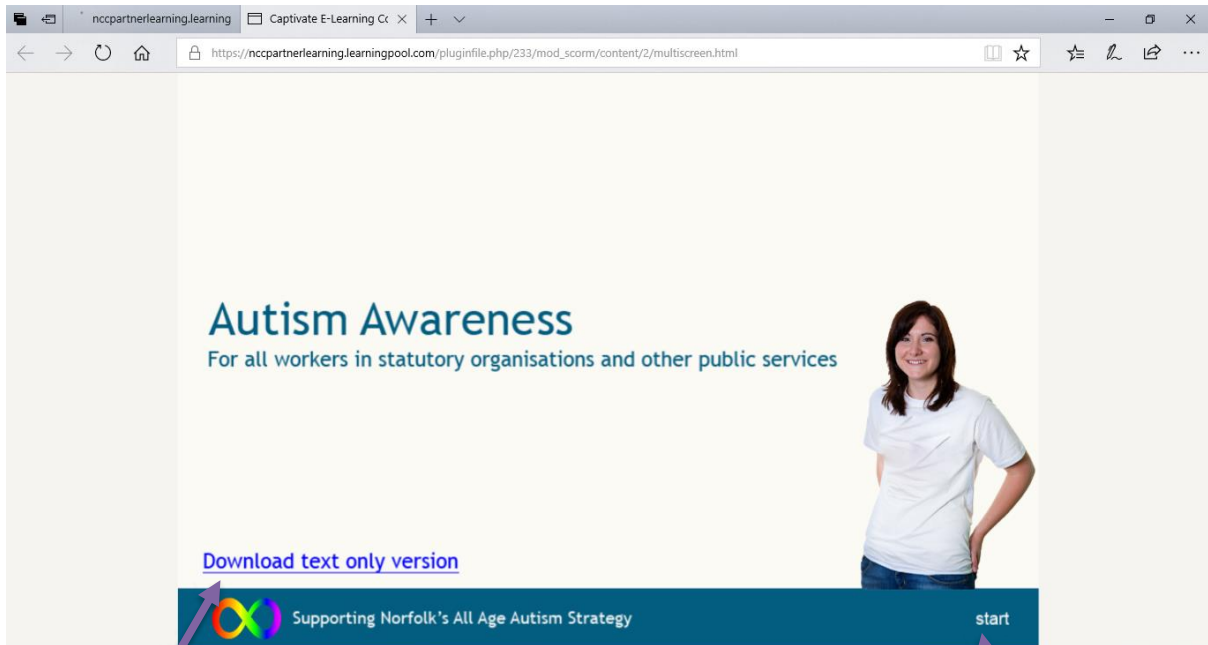 nccpartnerlearning.learning
Captivate E-Learning Cc
https://nccpartnerlearning.learningpool.com/pluginfile.php/233/mod_scorm/content/2/multiscreen.html
Autism Awareness
For all workers in statutory organisations and other public services
Download text only version
Supporting Norfolk's All Age Autism Strategy
start